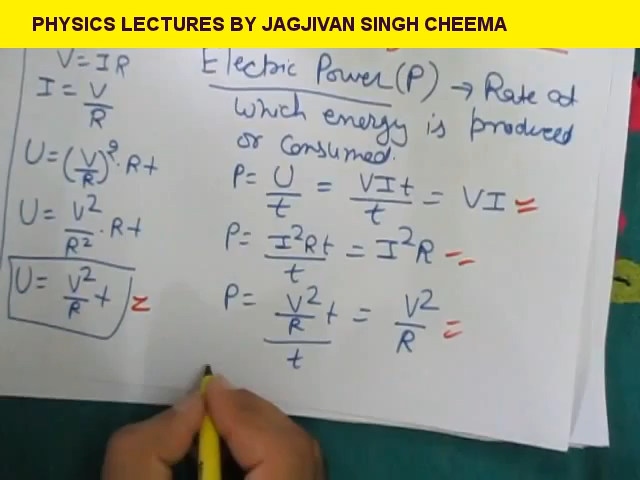 PHYSICS LECTURES BY JAGJIVAN SINGH CHEEMA
V = IR
I = V/R
U = (V/R)². Rt
U = V²/R² . Rt
U = V²/R t
Electric Power (P) → Rate at
which energy is produced
or consumed.
P = U/t = VIt/t = VI
P = I²Rt/t = I²R
P = V²/R t/t = V²/R